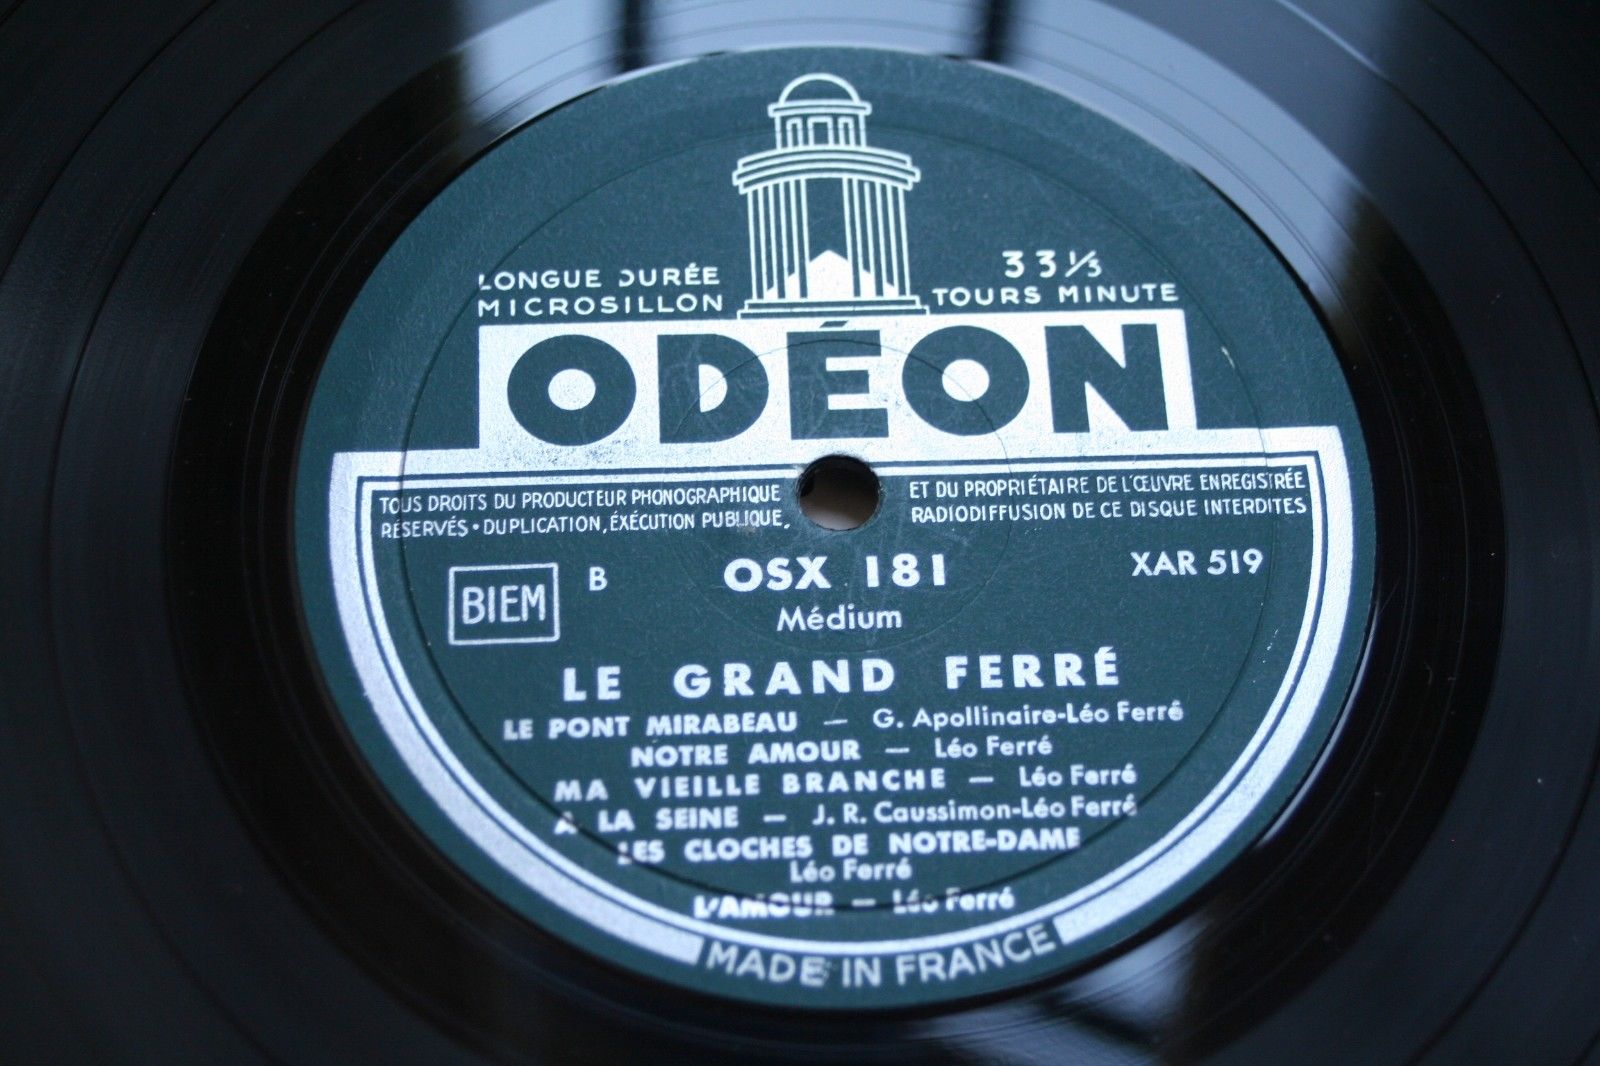 LONGUE DURÉE
MICROSILLON
33⅓
TOURS MINUTE
ODÉON
TOUS DROITS DU PRODUCTEUR PHONOGRAPHIQUE ET DU PROPRIÉTAIRE DE L'ŒUVRE ENREGISTRÉE
RÉSERVÉS • DUPLICATION, ÉXÉCUTION PUBLIQUE, RADIODIFFUSION DE CE DISQUE INTERDITES
BIEM B OSX 181 XAR 519
Médium
LE GRAND FERRÉ
LE PONT MIRABEAU — G. Apollinaire-Léo Ferré
NOTRE AMOUR — Léo Ferré
MA VIEILLE BRANCHE — Léo Ferré
A LA SEINE — J. R. Caussimon-Léo Ferré
LES CLOCHES DE NOTRE-DAME
Léo Ferré
L'AMOUR — Léo Ferré
MADE IN FRANCE